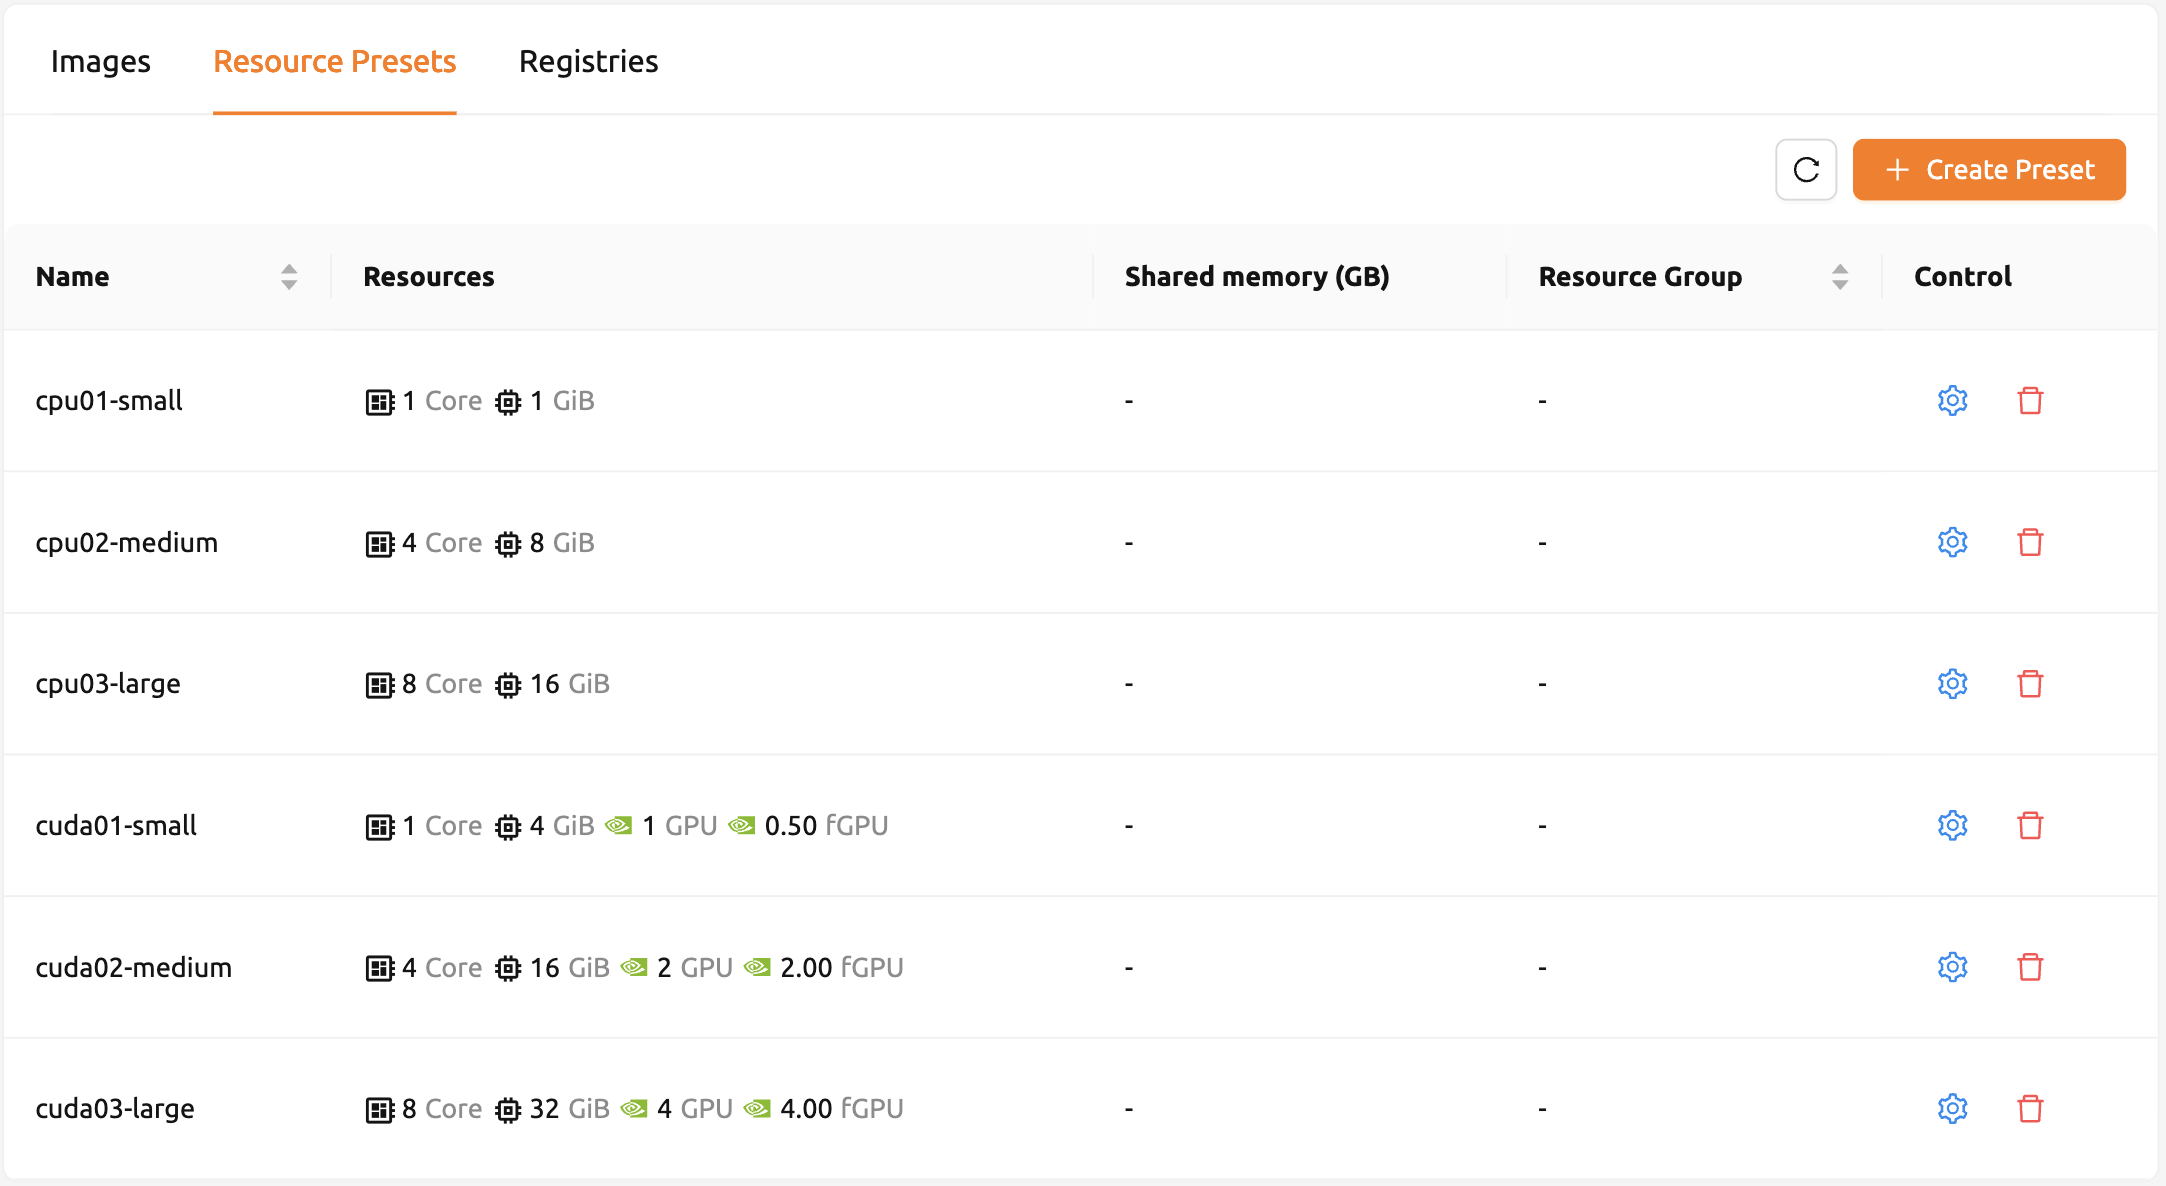 Images Resource Presets Registries
Create Preset
Name Resources Shared memory (GB) Resource Group Control
cpu01-small 1 Core 1 GiB - -
cpu02-medium 4 Core 8 GiB - -
cpu03-large 8 Core 16 GiB - -
cuda01-small 1 Core 4 GiB 1 GPU 0.50 fGPU - -
cuda02-medium 4 Core 16 GiB 2 GPU 2.00 fGPU - -
cuda03-large 8 Core 32 GiB 4 GPU 4.00 fGPU - -